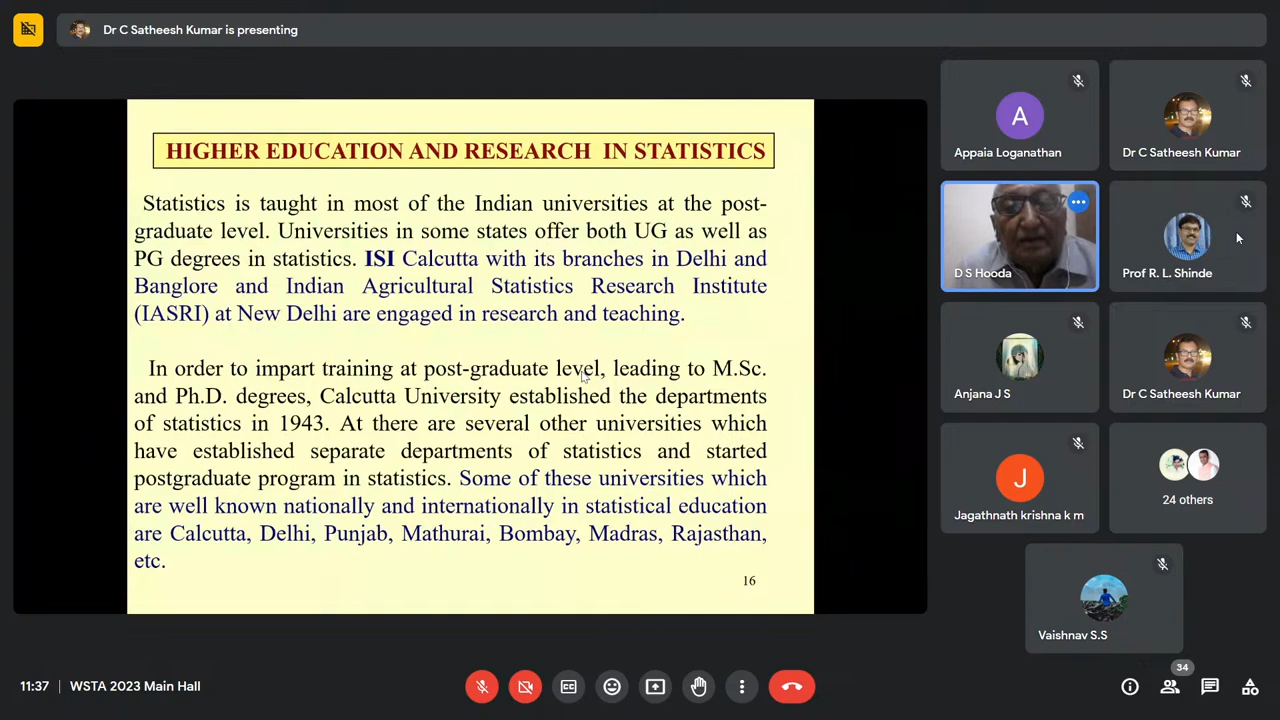 Dr C Satheesh Kumar is presenting
HIGHER EDUCATION AND RESEARCH IN STATISTICS
Statistics is taught in most of the Indian universities at the post-
graduate level. Universities in some states offer both UG as well as
PG degrees in statistics. ISI Calcutta with its branches in Delhi and
Banglore and Indian Agricultural Statistics Research Institute
(IASRI) at New Delhi are engaged in research and teaching.
In order to impart training at post-graduate level, leading to M.Sc.
and Ph.D. degrees, Calcutta University established the departments
of statistics in 1943. At there are several other universities which
have established separate departments of statistics and started
postgraduate program in statistics. Some of these universities which
are well known nationally and internationally in statistical education
are Calcutta, Delhi, Punjab, Mathurai, Bombay, Madras, Rajasthan,
etc.
16
A
Appaia Loganathan
Dr C Satheesh Kumar
D S Hooda
Prof R. L. Shinde
Anjana J S
Dr C Satheesh Kumar
J
Jagathnath krishna k m
24 others
Vaishnav S.S
11:37 | WSTA 2023 Main Hall
34